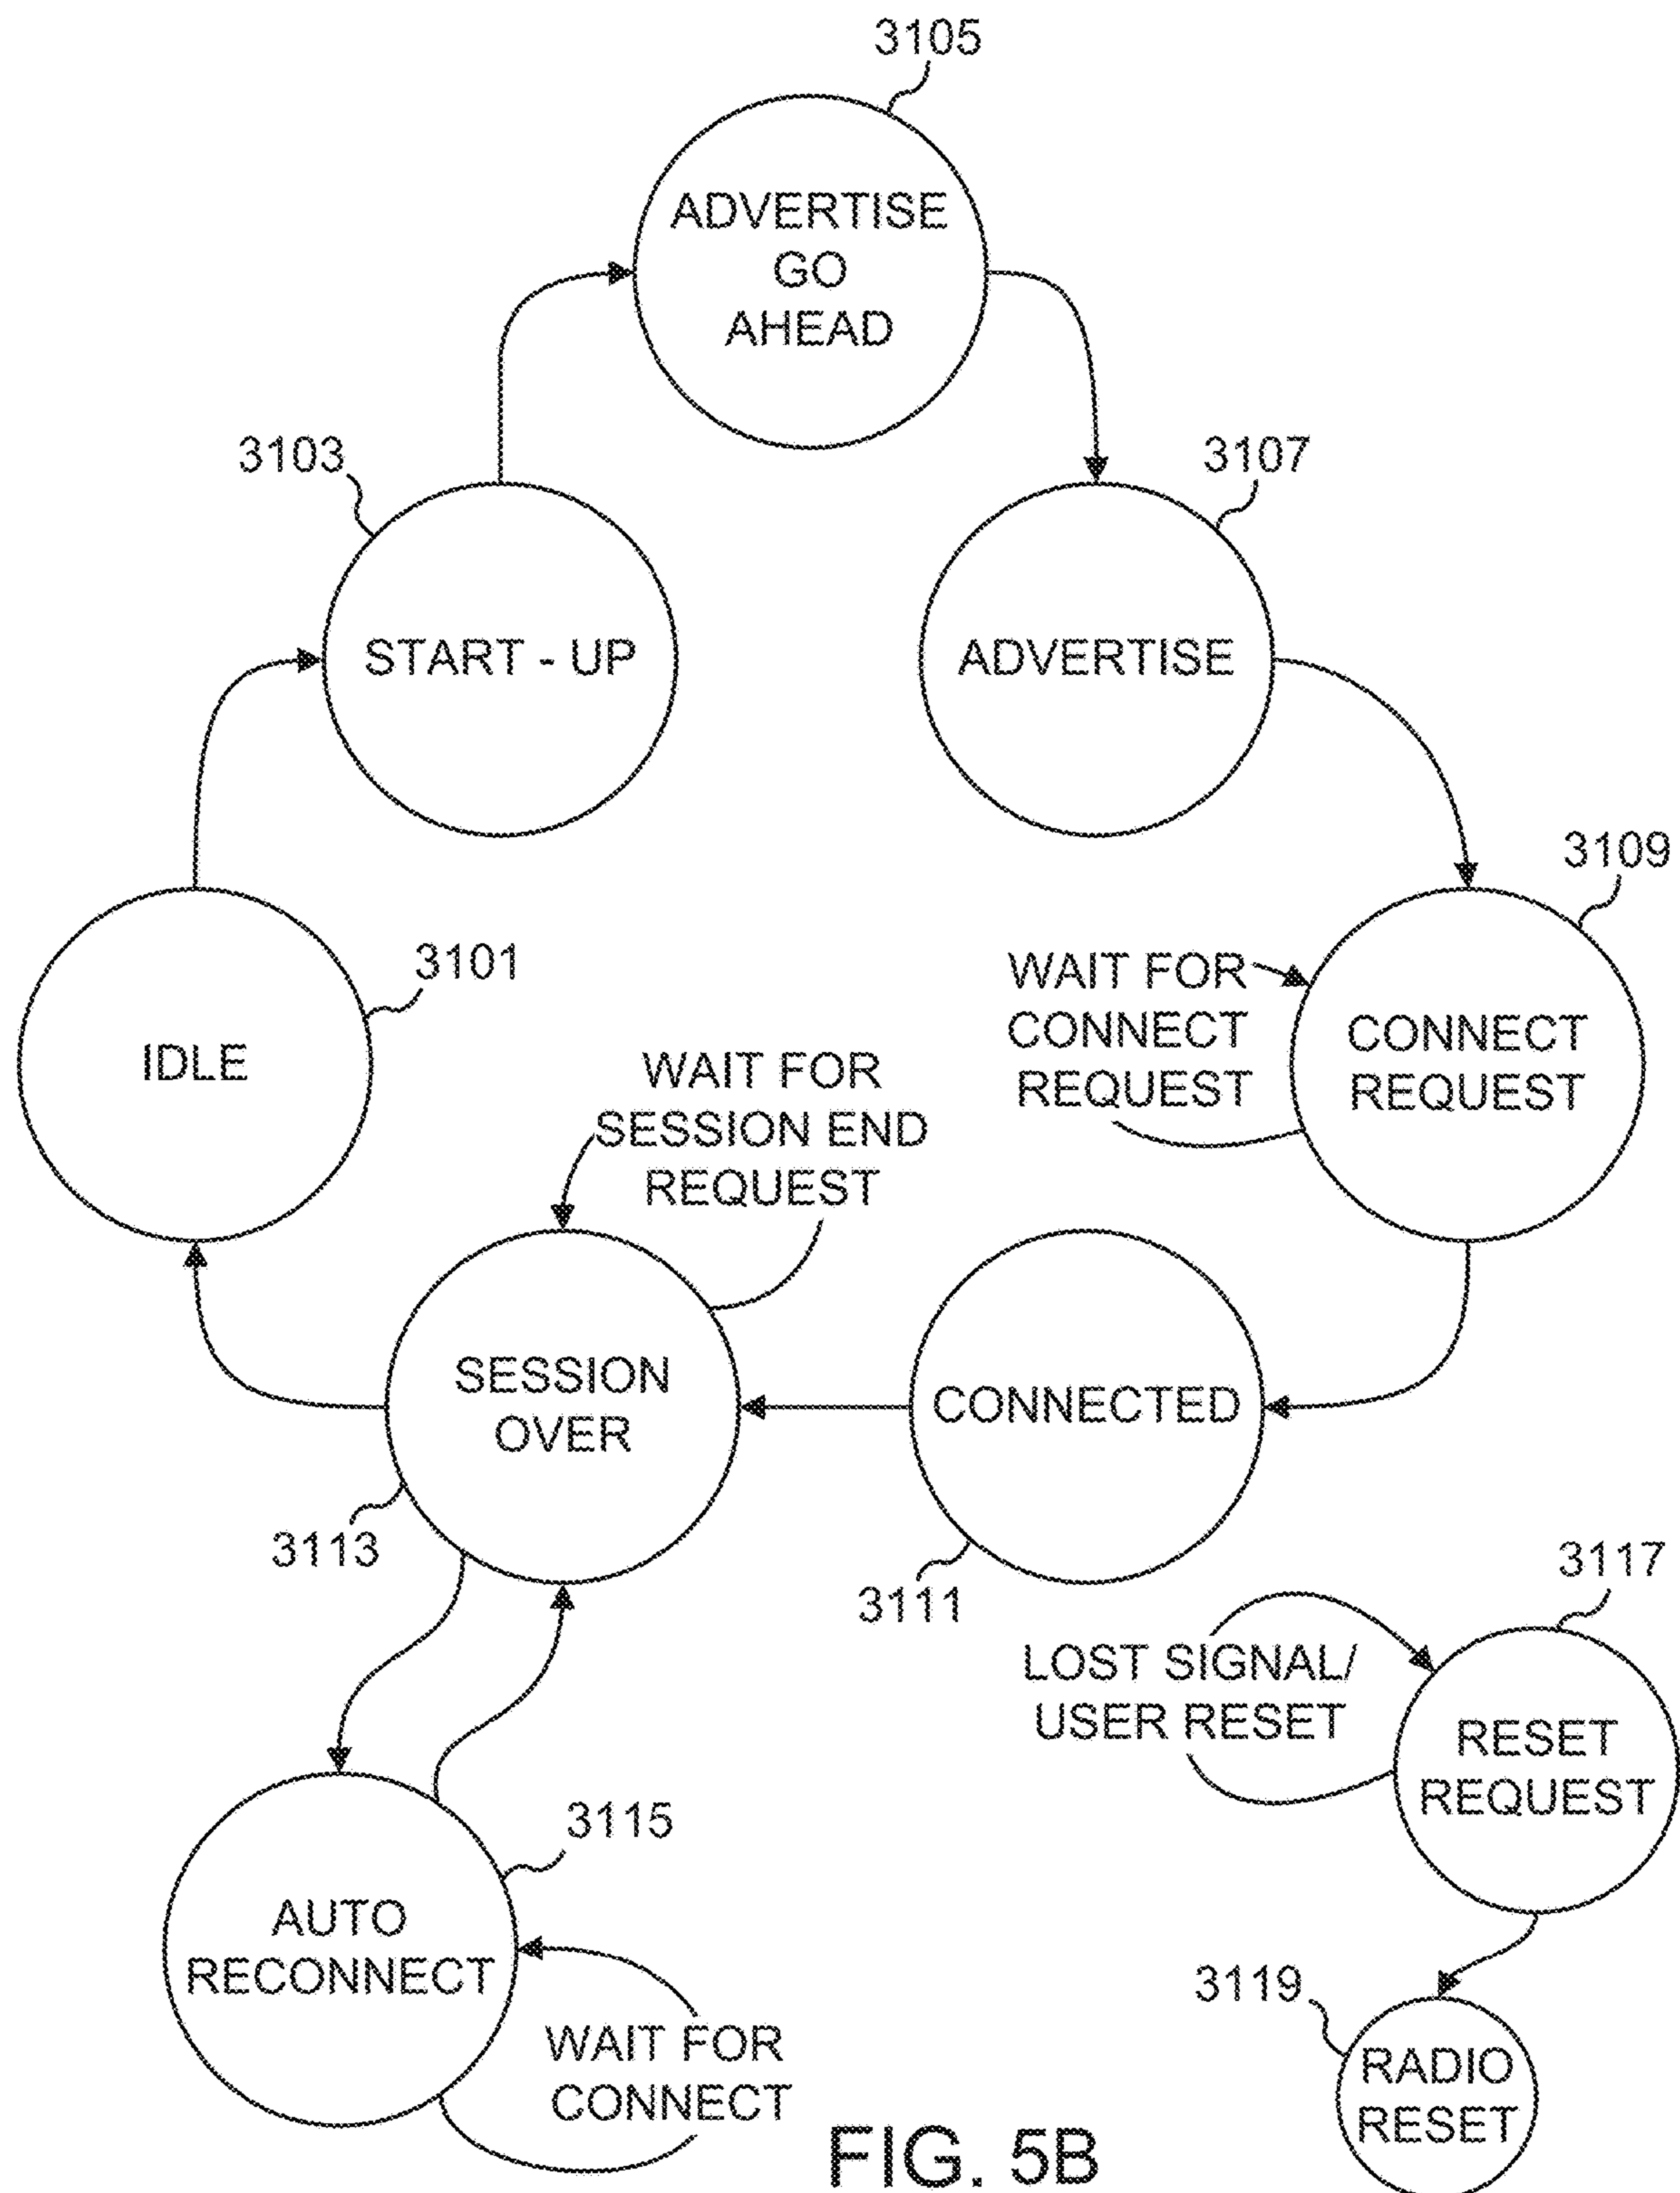 3105
ADVERTISE
GO
AHEAD
3103
3107
START - UP
ADVERTISE
3109
3101
WAIT FOR
CONNECT
REQUEST
CONNECT
REQUEST
IDLE
WAIT FOR
SESSION END
REQUEST
SESSION
OVER
CONNECTED
3113
3111
3117
LOST SIGNAL/
USER RESET
RESET
REQUEST
3115
AUTO
RECONNECT
WAIT FOR
CONNECT
3119
RADIO
RESET
FIG. 5B